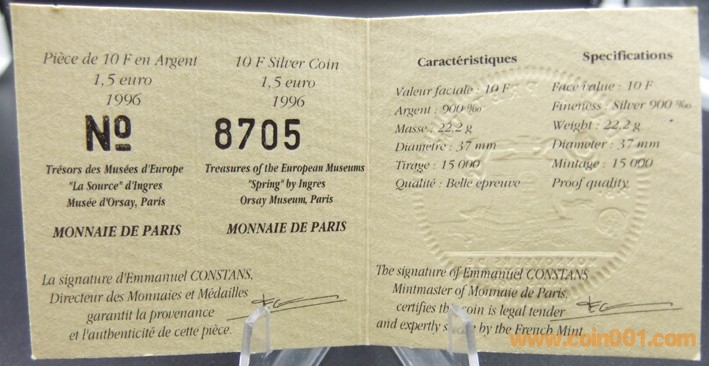 Pièce de 10 F en Argent
1,5 euro
1996
10 F Silver Coin
1,5 euro
1996
Nº 8705
Trésors des Musées d'Europe
"La Source" d'Ingres
Musée d'Orsay, Paris
MONNAIE DE PARIS
Treasures of the European Museums
"Spring" by Ingres
Orsay Museum, Paris
MONNAIE DE PARIS
La signature d'Emmanuel CONSTANS,
Directeur des Monnaies et Médailles
garantit la provenance
et l'authenticité de cette pièce.
Caractéristiques
Valeur faciale : 10 F
Argent : 900 ‰
Masse : 22,2 g
Diametre : 37 mm
Tirage : 15 000
Qualité : Belle épreuve
Specifications
Face value : 10 F
Fineness : Silver 900 ‰
Weight : 22,2 g
Diameter : 37 mm
Mintage : 15 000
Proof quality
The signature of Emmanuel CONSTANS
Mintmaster of Monnaie de Paris,
certifies this coin is legal tender
and expertly by the French Mint
www.coin001.com